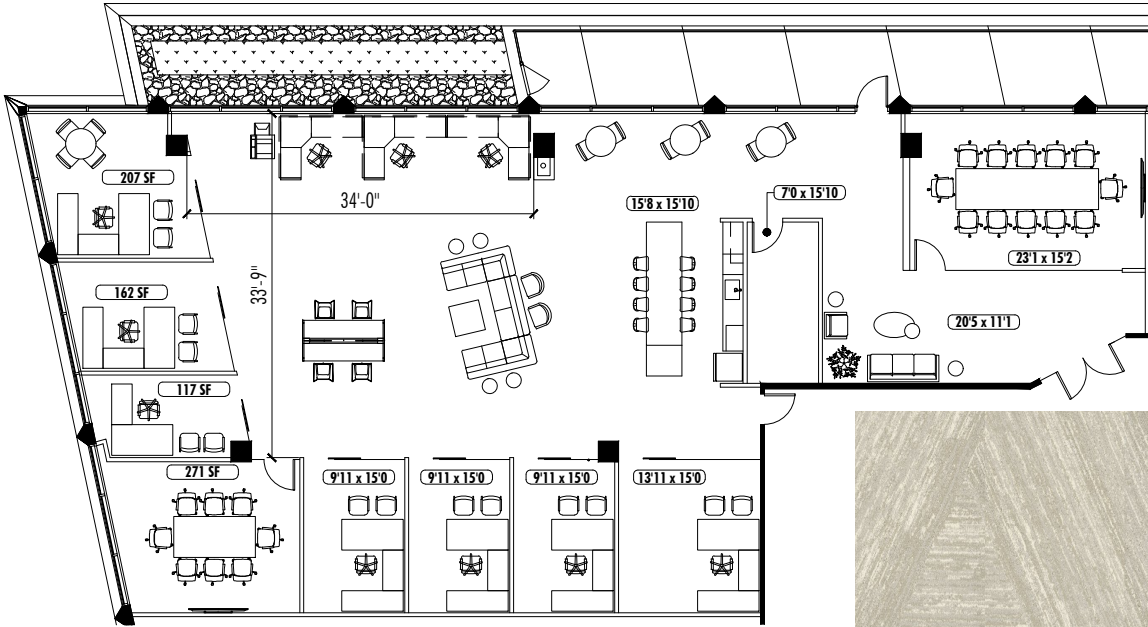 207 SF
34'-0"
15'8 x 15'10
7'0 x 15'10
23'1 x 15'2
33'-9"
162 SF
20'5 x 11'1
117 SF
271 SF
9'11 x 15'0
9'11 x 15'0
9'11 x 15'0
13'11 x 15'0